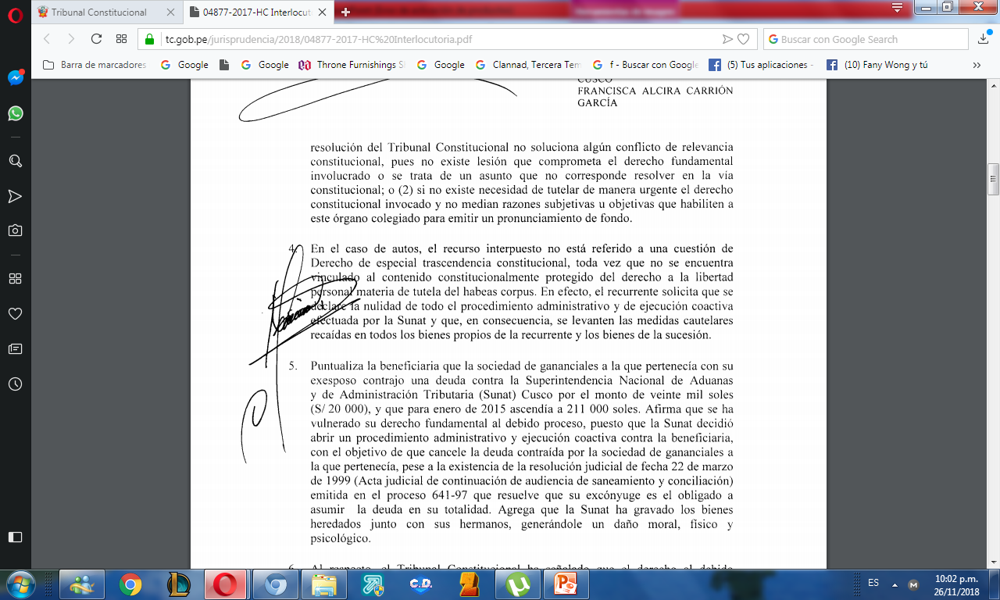 Tribunal Constitucional
04877-2017-HC Interlocuto
tc.gob.pe/jurisprudencia/2018/04877-2017-HC%20Interlocutoria.pdf
Buscar con Google Search
Barra de marcadores
Google
Google
Throne Furnishings S
Google
Clannad, Tercera Tem
f - Buscar con Google
(5) Tus aplicaciones -
(10) Fany Wong y tú
CUSCO
FRANCISCA ALCIRA CARRIÓN
GARCÍA
resolución del Tribunal Constitucional no soluciona algún conflicto de relevancia
constitucional, pues no existe lesión que comprometa el derecho fundamental
involucrado o se trata de un asunto que no corresponde resolver en la vía
constitucional; o (2) si no existe necesidad de tutelar de manera urgente el derecho
constitucional invocado y no median razones subjetivas u objetivas que habiliten a
este órgano colegiado para emitir un pronunciamiento de fondo.
4. En el caso de autos, el recurso interpuesto no está referido a una cuestión de
Derecho de especial trascendencia constitucional, toda vez que no se encuentra
vinculado al contenido constitucionalmente protegido del derecho a la libertad
personal materia de tutela del habeas corpus. En efecto, el recurrente solicita que se
declare la nulidad de todo el procedimiento administrativo y de ejecución coactiva
efectuada por la Sunat y que, en consecuencia, se levanten las medidas cautelares
recaídas en todos los bienes propios de la recurrente y los bienes de la sucesión.
5. Puntualiza la beneficiaria que la sociedad de gananciales a la que pertenecía con su
exesposo contrajo una deuda contra la Superintendencia Nacional de Aduanas
y de Administración Tributaria (Sunat) Cusco por el monto de veinte mil soles
(S/ 20 000), y que para enero de 2015 ascendía a 211 000 soles. Afirma que se ha
vulnerado su derecho fundamental al debido proceso, puesto que la Sunat decidió
abrir un procedimiento administrativo y ejecución coactiva contra la beneficiaria,
con el objetivo de que cancele la deuda contraída por la sociedad de gananciales a
la que pertenecía, pese a la existencia de la resolución judicial de fecha 22 de marzo
de 1999 (Acta judicial de continuación de audiencia de saneamiento y conciliación)
emitida en el proceso 641-97 que resuelve que su excónyuge es el obligado a
asumir la deuda en su totalidad. Agrega que la Sunat ha gravado los bienes
heredados junto con sus hermanos, generándole un daño moral, físico y
psicológico.
6. Al respecto, el Tribunal Constitucional ha señalado que el derecho al debido
ES
10:02 p.m.
26/11/2018